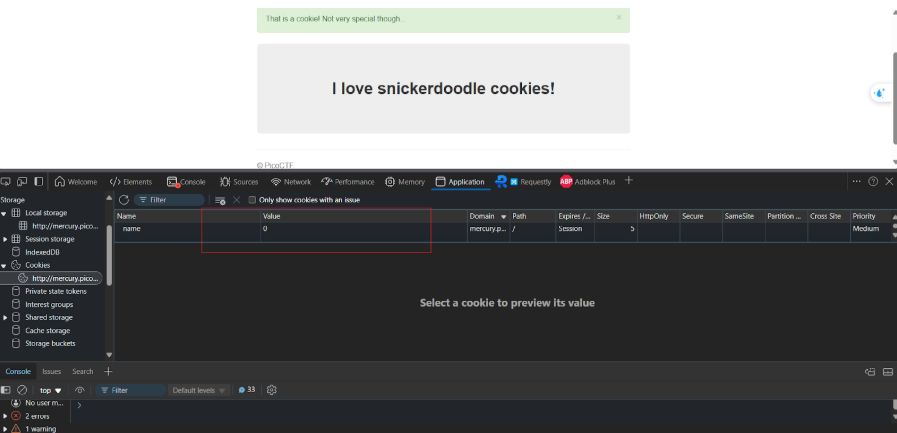 That is a cookie! Not very special though...
×
I love snickerdoodle cookies!
© PicoCTF
Welcome
Elements
Console
Sources
Network
Performance
Memory
Application
Requestly
ABP Adblock Plus
Storage
Filter
Only show cookies with an issue
Local storage
http://mercury.pico...
Session storage
IndexedDB
Cookies
http://mercury.pico...
Private state tokens
Interest groups
Shared storage
Cache storage
Storage buckets
Name Value Domain ▼ Path Expires /... Size HttpOnly Secure SameSite Partition ... Cross Site Priority
name 0 mercury.p... / Session 5 Medium
Select a cookie to preview its value
Console Issues Search +
top ▼ Filter Default levels ▼ 33
No user m...
2 errors
1 warning